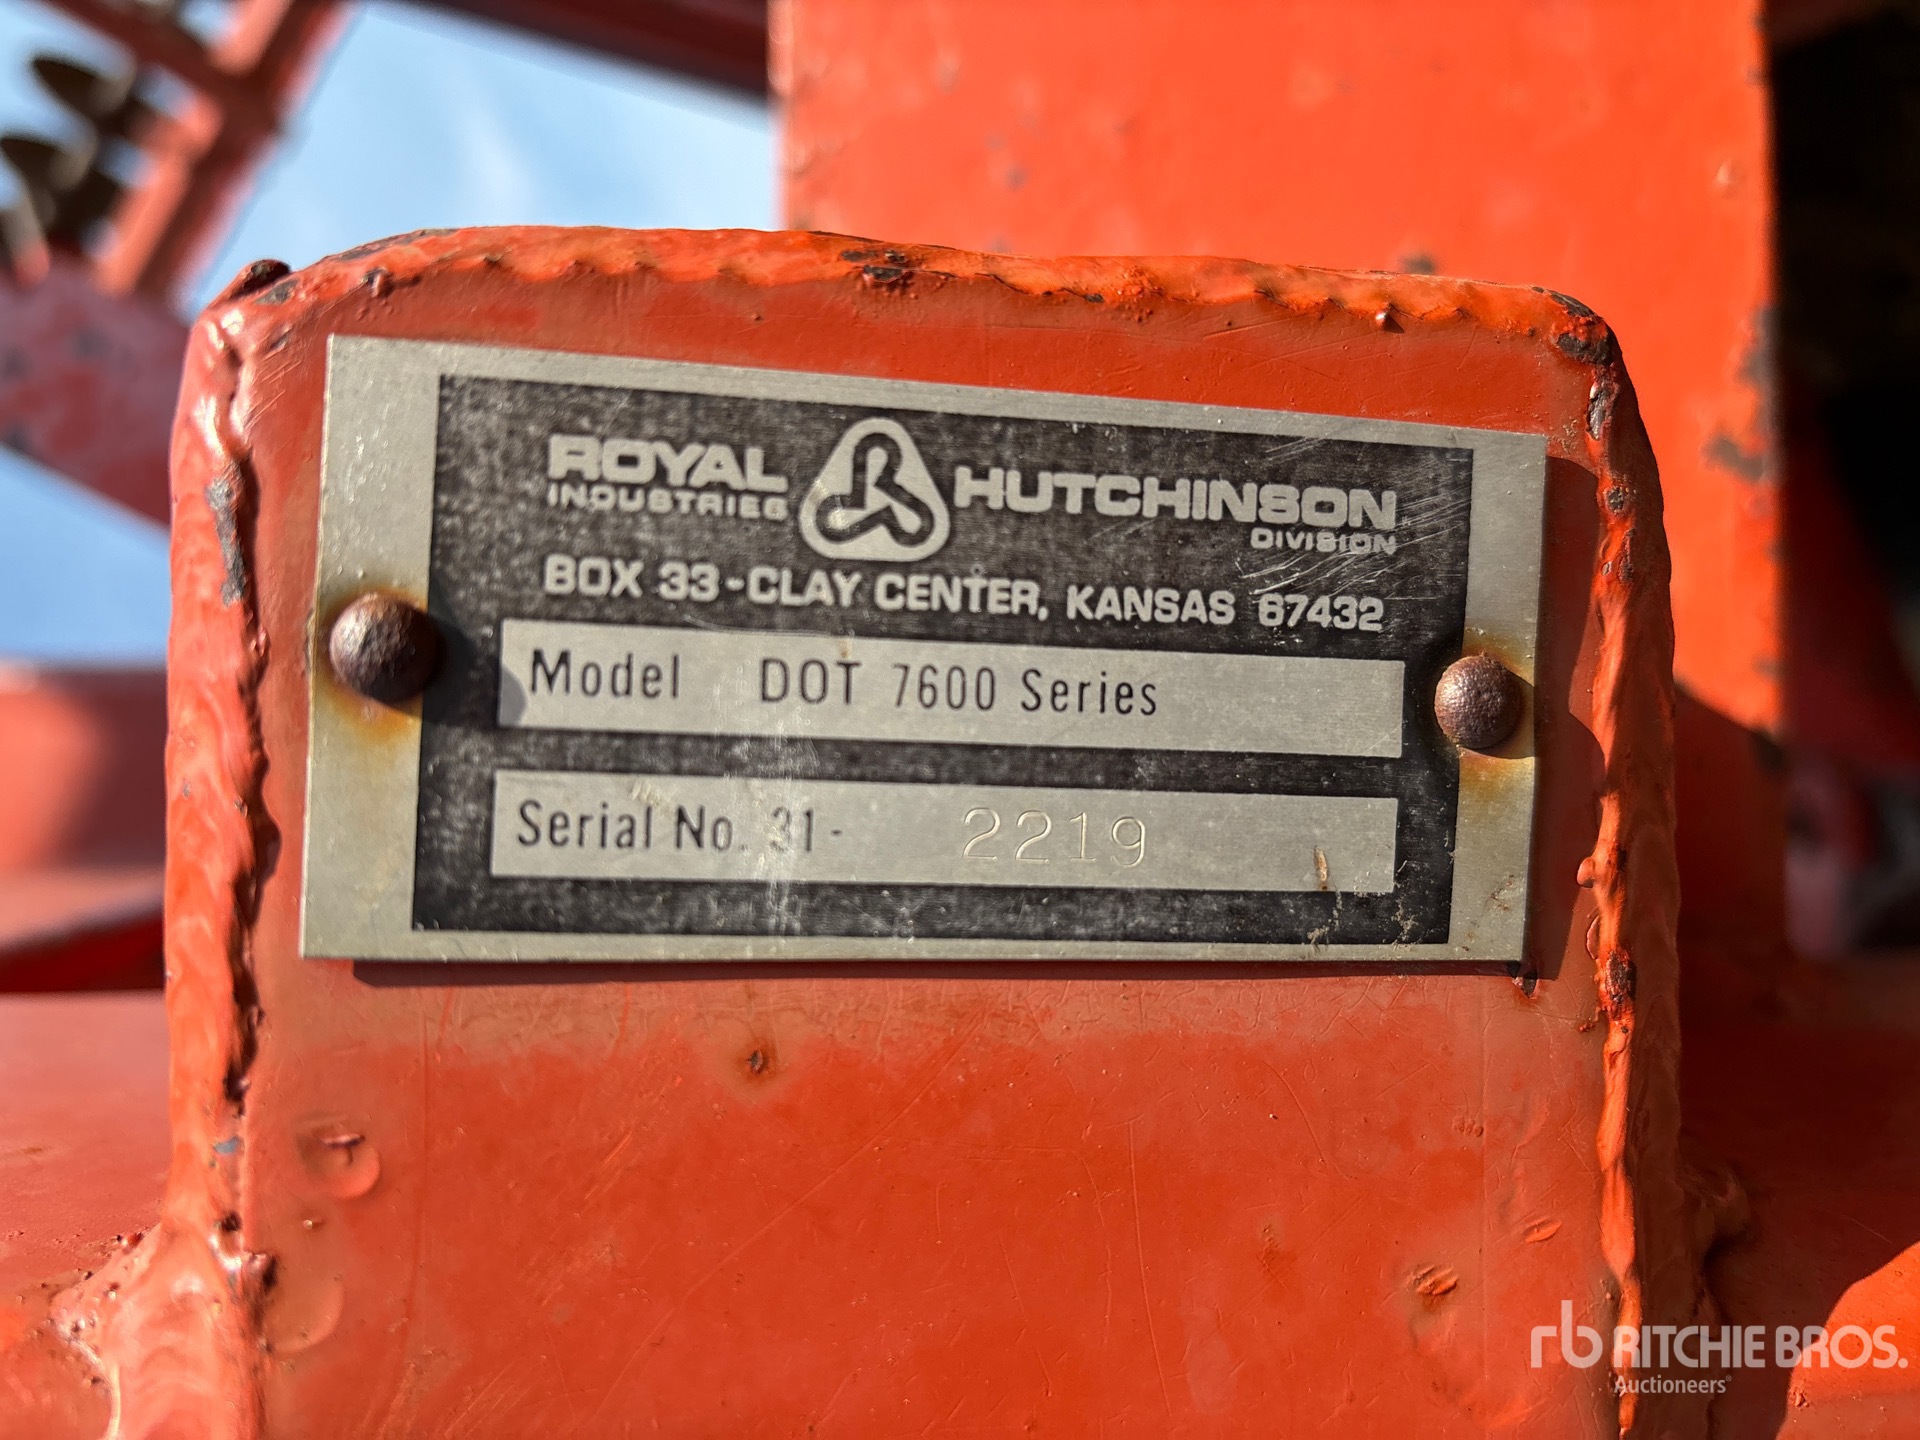 ROYAL HUTCHINSON
INDUSTRIES DIVISION
BOX 33-CLAY CENTER, KANSAS 67432
Model DOT 7600 Series
Serial No. 31- 2219
rb RITCHIE BROS.
Auctioneers®